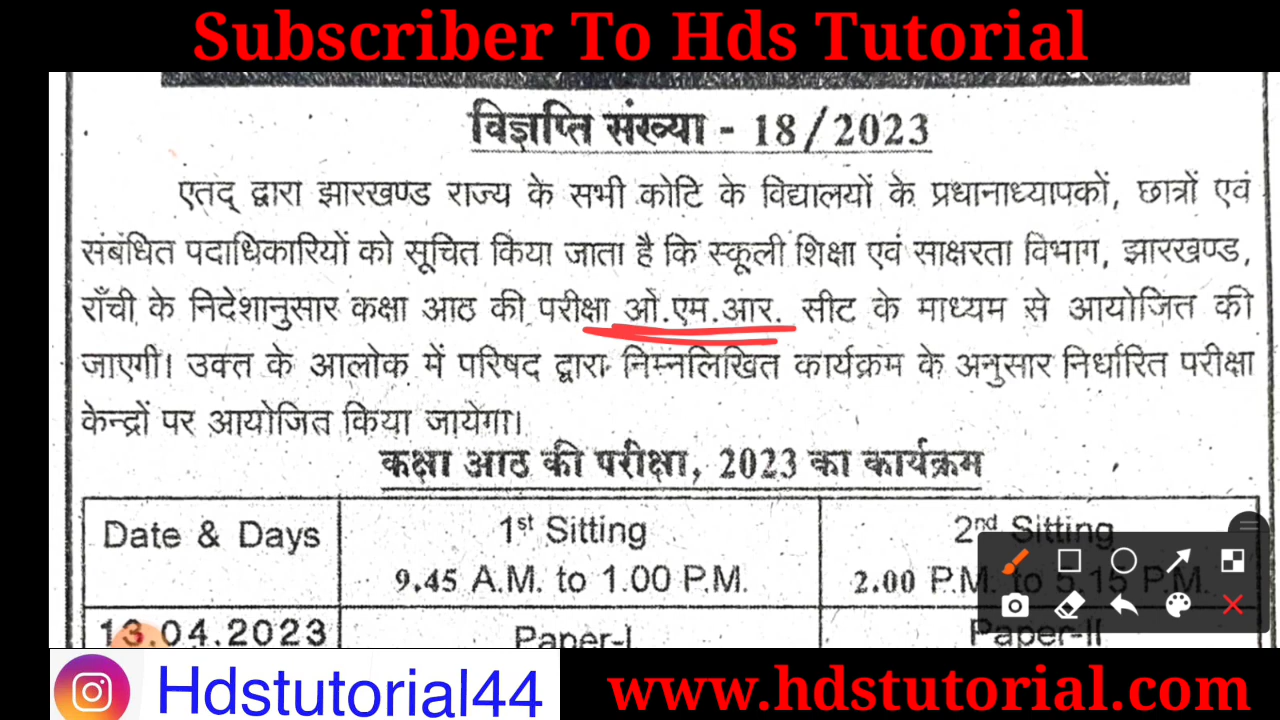 Subscriber To Hds Tutorial
विज्ञप्ति संख्या - 18/2023
एतद् द्वारा झारखण्ड राज्य के सभी कोटि के विद्यालयों के प्रधानाध्यापकों, छात्रों एवं
संबंधित पदाधिकारियों को सूचित किया जाता है कि स्कूली शिक्षा एवं साक्षरता विभाग, झारखण्ड,
राँची के निदेशानुसार कक्षा आठ की परीक्षा ओ.एम.आर. सीट के माध्यम से आयोजित की
जाएगी। उक्त के आलोक में परिषद द्वारा निम्नलिखित कार्यक्रम के अनुसार निर्धारित परीक्षा
केन्द्रों पर आयोजित किया जायेगा।
कक्षा आठ की परीक्षा, 2023 का कार्यक्रम
Date & Days 1st Sitting 2nd Sitting
9.45 A.M. to 1.00 P.M. 2.00 P.M. to 5.15 P.M.
13.04.2023 Paper-I Paper-II
Hdstutorial44 www.hdstutorial.com